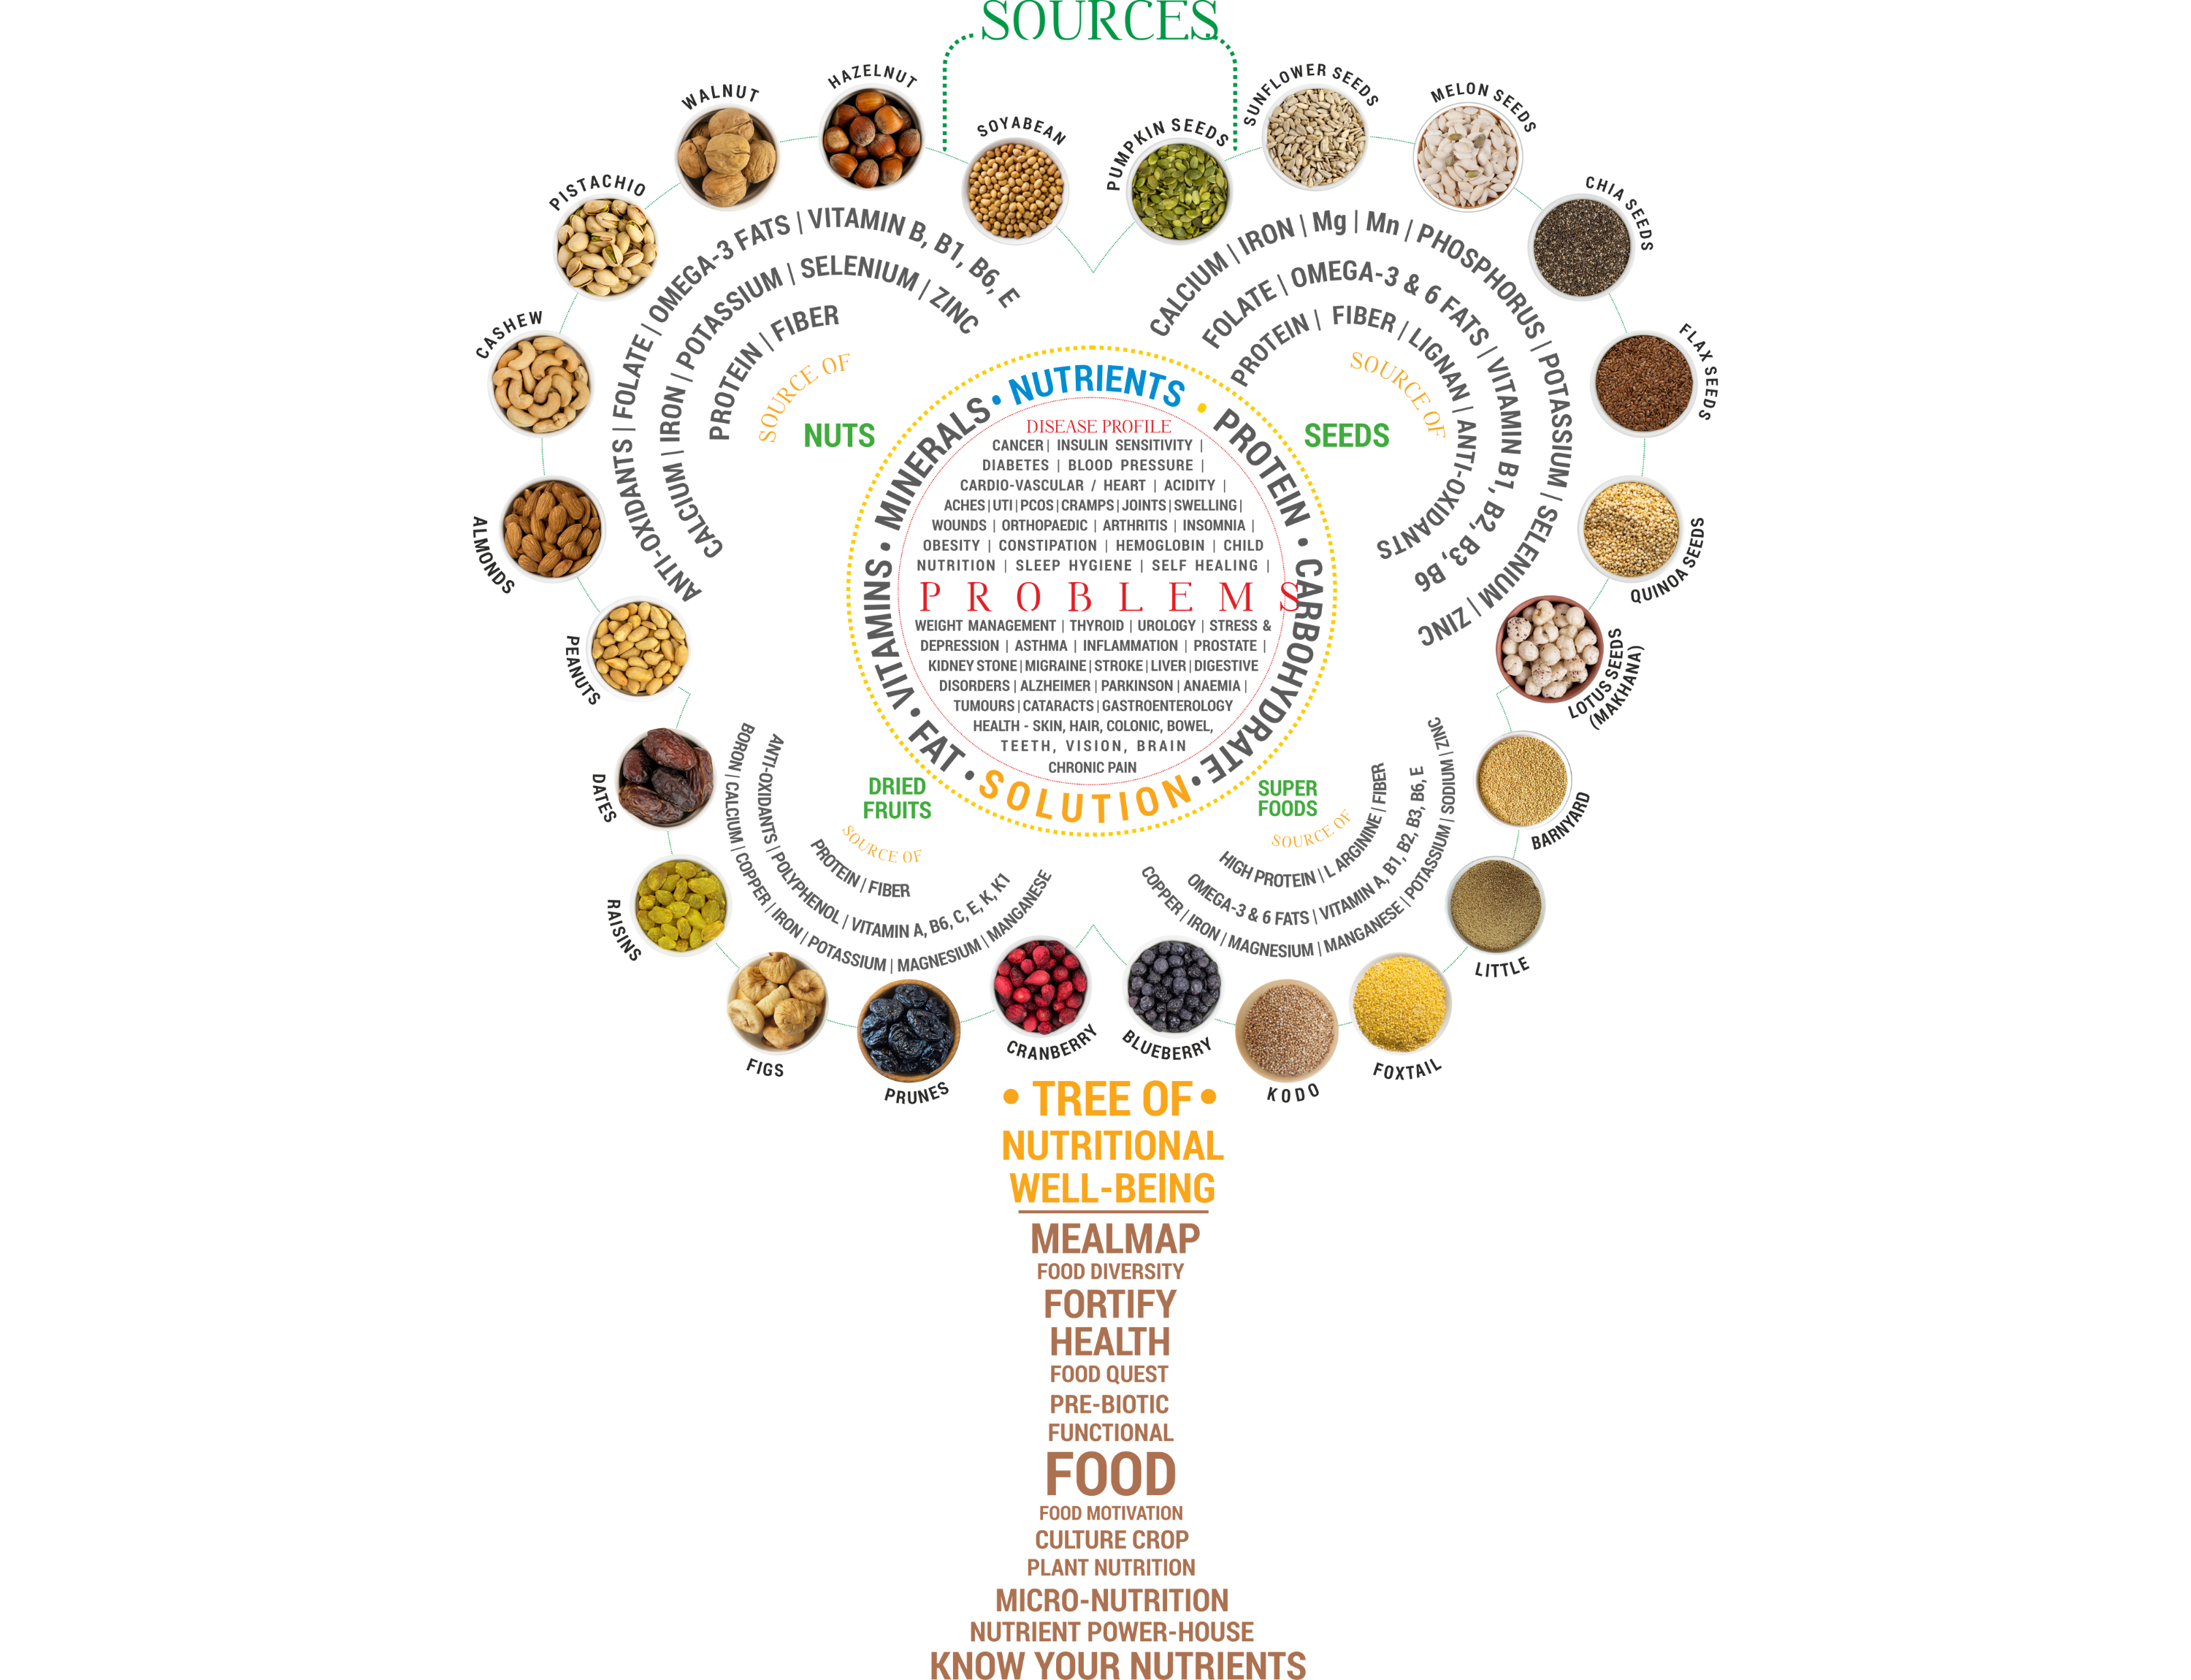 SOURCES
HAZELNUT
WALNUT
PISTACHIO
CASHEW
ALMONDS
PEANUTS
SOYABEAN
PUMPKIN SEEDS
SUNFLOWER SEEDS
MELON SEEDS
CHIA SEEDS
FLAX SEEDS
QUINOA SEEDS
LOTUS SEEDS
(MAKHANA)
ANTI-OXIDANTS | FOLATE | OMEGA-3 FATS | VITAMIN B, B1, B6, E
CALCIUM | IRON | POTASSIUM | SELENIUM | ZINC
PROTEIN | FIBER
SOURCE OF
NUTS
CALCIUM | IRON | Mg | Mn | PHOSPHORUS | POTASSIUM | SELENIUM | ZINC
FOLATE | OMEGA-3 & 6 FATS | VITAMIN B1, B2, B3, B6
PROTEIN | FIBER | LIGNAN | ANTI-OXIDANTS
SOURCE OF
SEEDS
• NUTRIENTS • PROTEIN • CARBOHYDRATE • SOLUTION • FAT • VITAMINS • MINERALS
DISEASE PROFILE
CANCER | INSULIN SENSITIVITY |
DIABETES | BLOOD PRESSURE |
CARDIO-VASCULAR / HEART | ACIDITY |
ACHES | UTI | PCOS | CRAMPS | JOINTS | SWELLING |
WOUNDS | ORTHOPAEDIC | ARTHRITIS | INSOMNIA |
OBESITY | CONSTIPATION | HEMOGLOBIN | CHILD
NUTRITION | SLEEP HYGIENE | SELF HEALING |
PROBLEMS
WEIGHT MANAGEMENT | THYROID | UROLOGY | STRESS &
DEPRESSION | ASTHMA | INFLAMMATION | PROSTATE |
KIDNEY STONE | MIGRAINE | STROKE | LIVER | DIGESTIVE
DISORDERS | ALZHEIMER | PARKINSON | ANAEMIA |
TUMOURS | CATARACTS | GASTROENTEROLOGY
HEALTH - SKIN, HAIR, COLONIC, BOWEL,
TEETH, VISION, BRAIN
CHRONIC PAIN
DRIED
FRUITS
SOURCE OF
PROTEIN / FIBER
ANTI-OXIDANTS | POLYPHENOL / VITAMIN A, B6, C, E, K, K1
BORON | CALCIUM | COPPER | IRON | POTASSIUM | MAGNESIUM | MANGANESE
SUPER
FOODS
SOURCE OF
HIGH PROTEIN | L ARGININE | FIBER
OMEGA-3 & 6 FATS | VITAMIN A, B1, B2, B3, B6, E
COPPER | IRON | MAGNESIUM | MANGANESE | POTASSIUM | SODIUM | ZINC
DATES
RAISINS
FIGS
PRUNES
CRANBERRY
BLUEBERRY
KODO
FOXTAIL
LITTLE
BARNYARD
• TREE OF •
NUTRITIONAL
WELL-BEING
MEALMAP
FOOD DIVERSITY
FORTIFY
HEALTH
FOOD QUEST
PRE-BIOTIC
FUNCTIONAL
FOOD
FOOD MOTIVATION
CULTURE CROP
PLANT NUTRITION
MICRO-NUTRITION
NUTRIENT POWER-HOUSE
KNOW YOUR NUTRIENTS